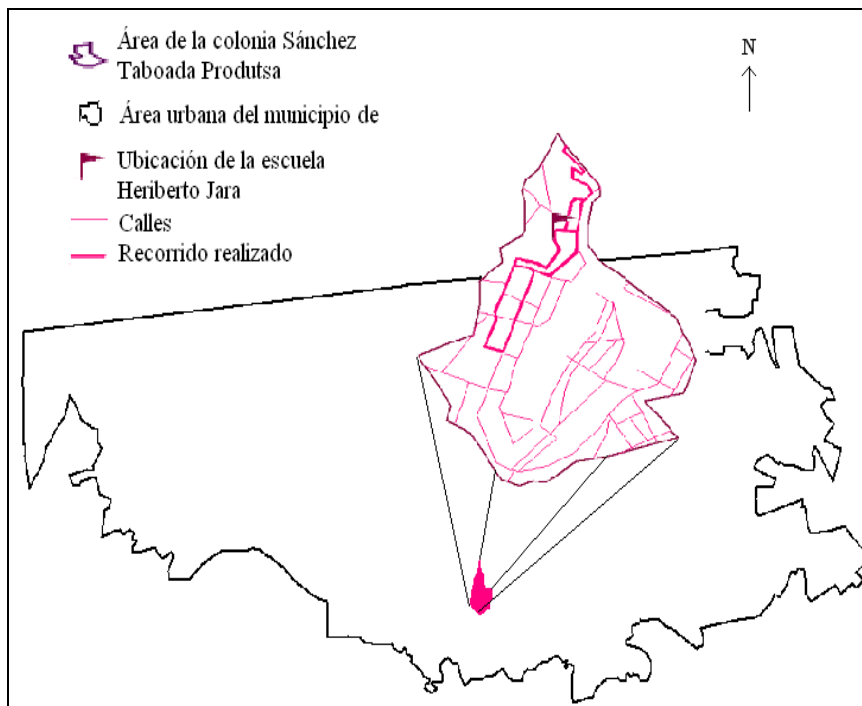 Área de la colonia Sánchez
Taboada Produtsa
N
Área urbana del municipio de
Ubicación de la escuela
Heriberto Jara
Calles
Recorrido realizado